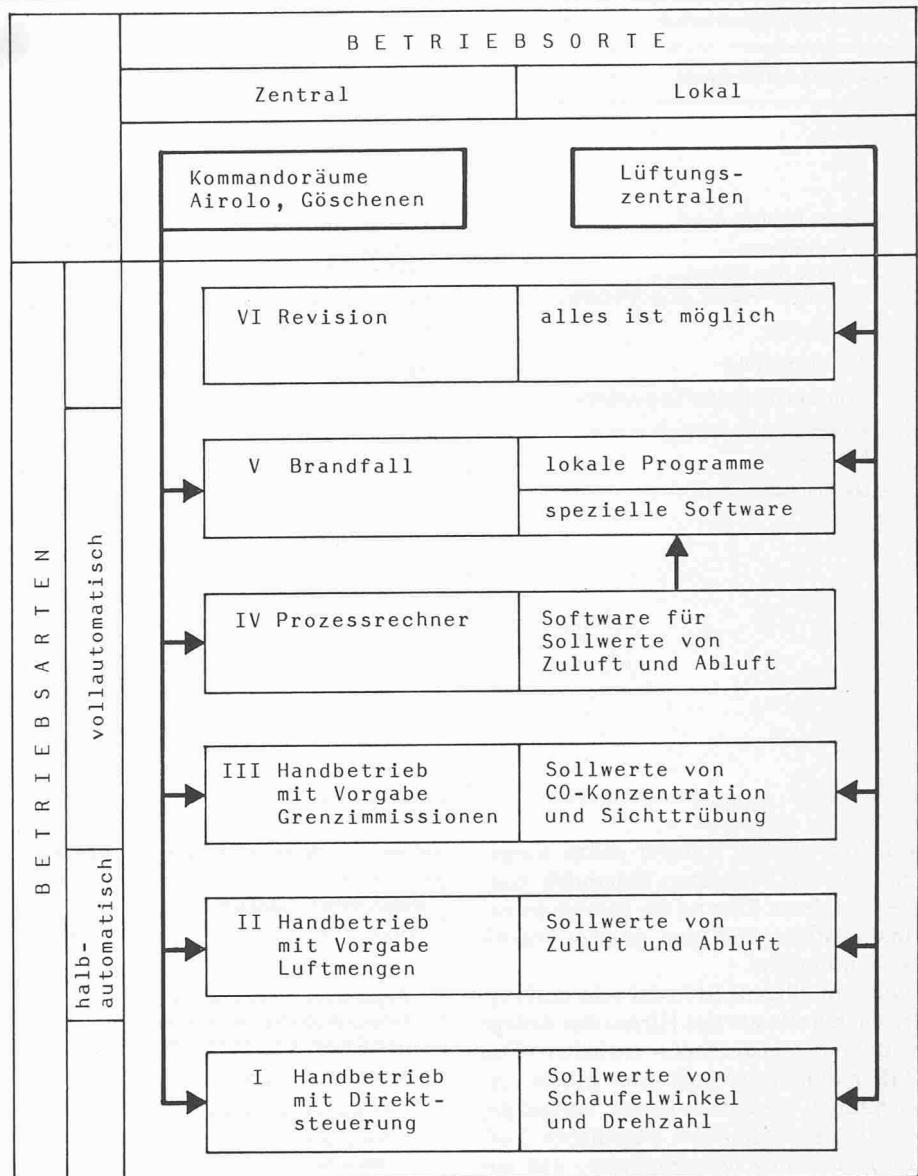 BETRIEBSORTE
Zentral
Lokal
Kommandoräume
Airolo, Göschenen
Lüftungs-
zentralen
BETRIEBSARTEN
vollautomatisch
halb-
automatisch
VI Revision
alles ist möglich
V Brandfall
lokale Programme
spezielle Software
IV Prozessrechner
Software für
Sollwerte von
Zuluft und Abluft
III Handbetrieb
mit Vorgabe
Grenzimmissionen
Sollwerte von
CO-Konzentration
und Sichttrübung
II Handbetrieb
mit Vorgabe
Luftmengen
Sollwerte von
Zuluft und Abluft
I Handbetrieb
mit Direkt-
steuerung
Sollwerte von
Schaufelwinkel
und Drehzahl